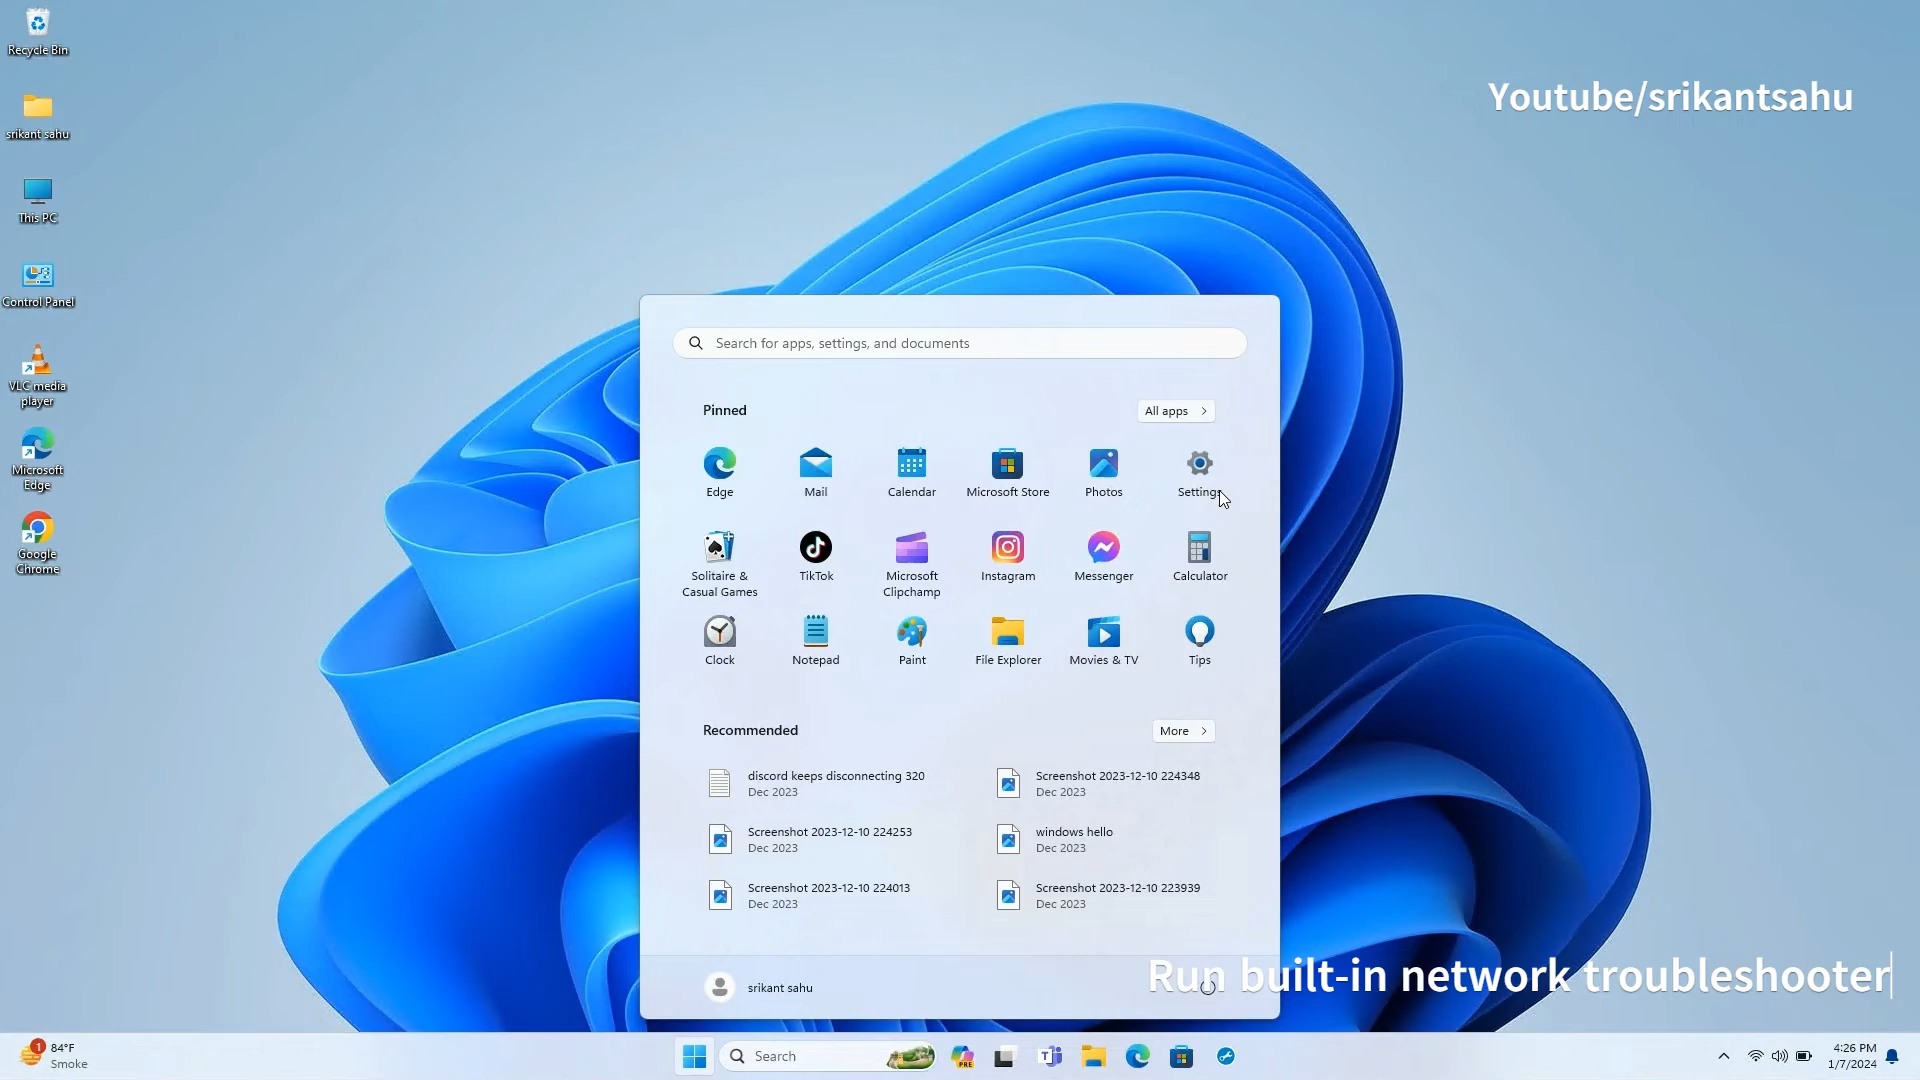 Recycle Bin
srikant sahu
This PC
Control Panel
VLC media
player
Microsoft
Edge
Google
Chrome
Youtube/srikantsahu
Search for apps, settings, and documents
Pinned
All apps
Edge
Mail
Calendar
Microsoft Store
Photos
Settings
Solitaire &
Casual Games
TikTok
Microsoft
Clipchamp
Instagram
Messenger
Calculator
Clock
Notepad
Paint
File Explorer
Movies & TV
Tips
Recommended
More
discord keeps disconnecting 320
Dec 2023
Screenshot 2023-12-10 224348
Dec 2023
Screenshot 2023-12-10 224253
Dec 2023
windows hello
Dec 2023
Screenshot 2023-12-10 224013
Dec 2023
Screenshot 2023-12-10 223939
Dec 2023
srikant sahu
Run built-in network troubleshooter
1
84°F
Smoke
Search
PRE
4:26 PM
1/7/2024